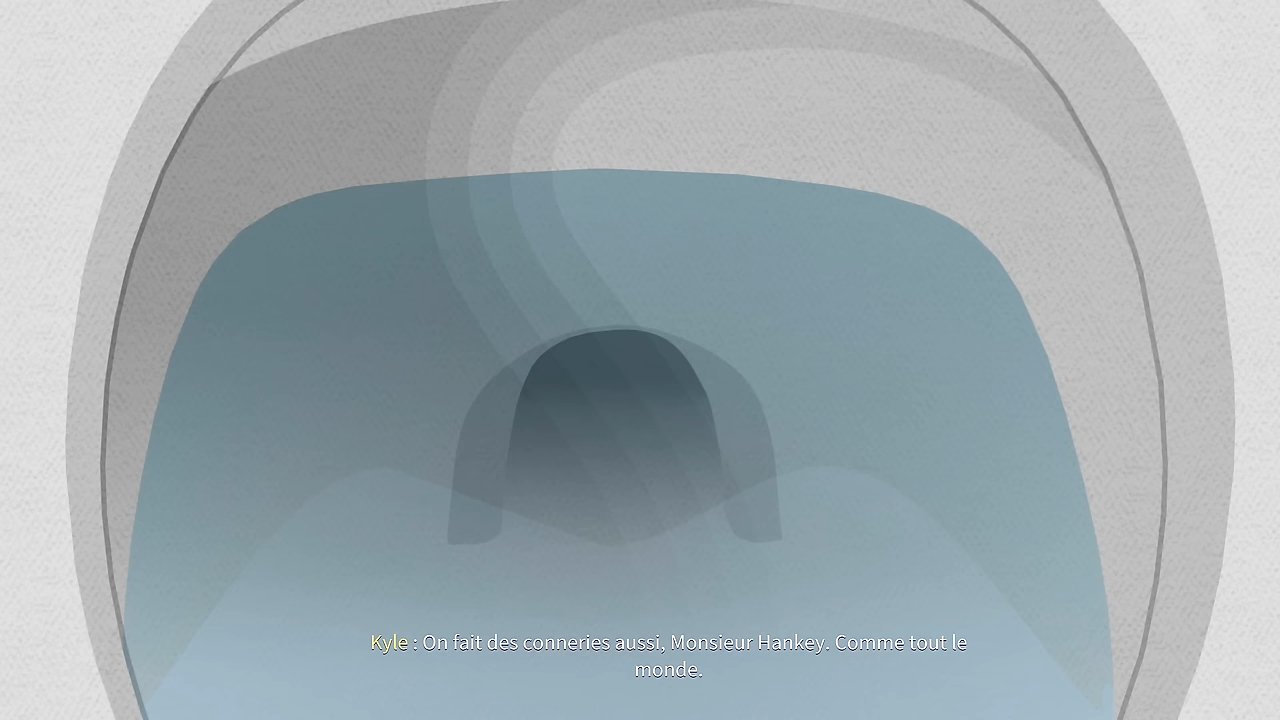 Kyle : On fait des conneries aussi, Monsieur Hankey. Comme tout le
monde.